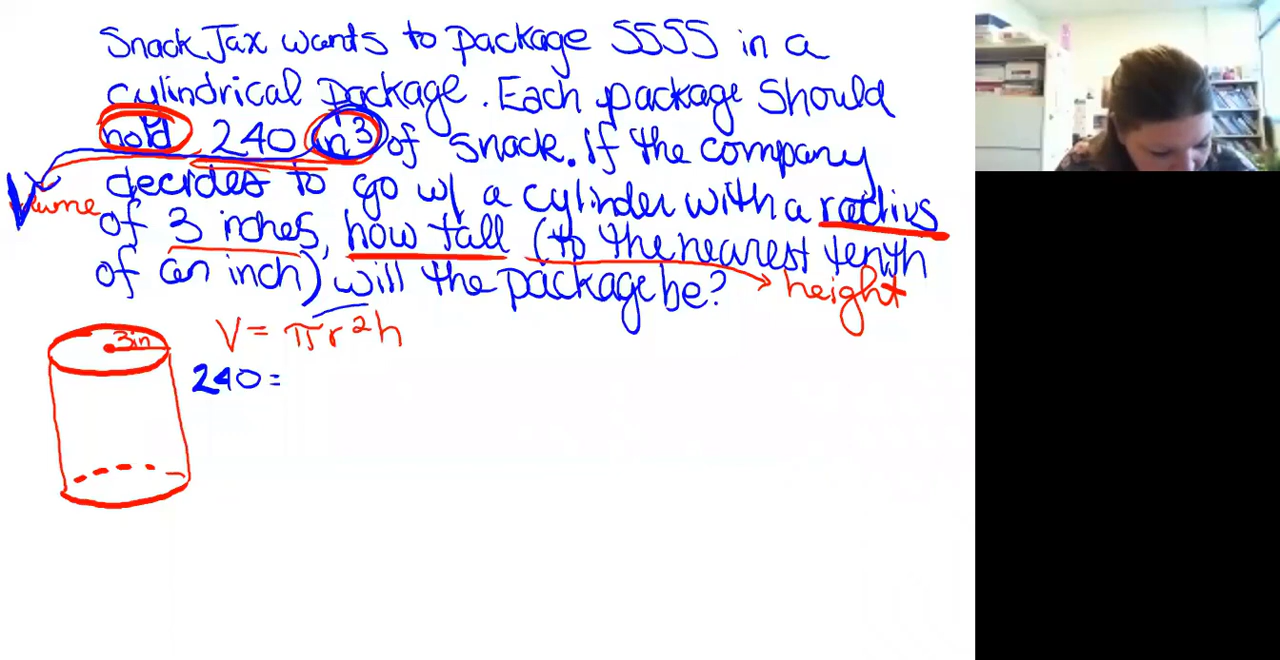 Snack Jax wants to package SSSS in a
cylindrical package. Each package should
hold 240 in3 of snack. If the company
decides to go w/ a cylinder with a radius
Volume
of 3 inches, how tall (to the nearest tenth
of an inch) will the package be?
height
3in
V = πr²h
240 =